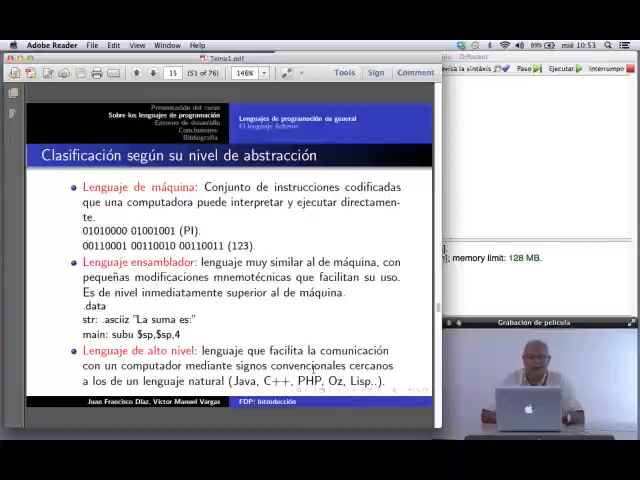 Adobe Reader File Edit View Window Help
89% mié 10:53
Tema1.pdf
15 (51 of 76) 146% Tools Sign Comment
DrRacket
Paso Ejecutar Interrumpir
Presentación del curso
Sobre los lenguajes de programación
Entorno de desarrollo
Conclusiones
Bibliografía
Lenguajes de programación en general
El lenguaje
Clasificación según su nivel de abstracción
Lenguaje de máquina: Conjunto de instrucciones codificadas
que una computadora puede interpretar y ejecutar directamen-
te.
01010000 01001001 (PI).
00110001 00110010 00110011 (123).
Lenguaje ensamblador: lenguaje muy similar al de máquina, con
pequeñas modificaciones mnemotécnicas que facilitan su uso.
Es de nivel inmediatamente superior al de máquina.
.data
str: .asciiz "La suma es:"
main: subu $sp,$sp,4
Lenguaje de alto nivel: lenguaje que facilita la comunicación
con un computador mediante signos convencionales cercanos
a los de un lenguaje natural (Java, C++, PHP, Oz, Lisp..).
Juan Francisco Díaz, Victor Manuel Vargas FDP: Introducción
; memory limit: 128 MB.
Grabación de película